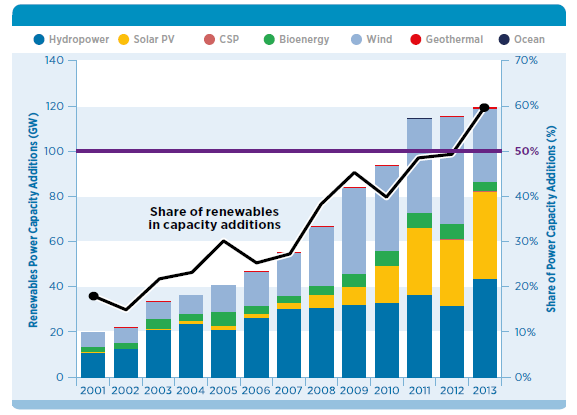 Hydropower Solar PV CSP Bioenergy Wind Geothermal Ocean
140 70%
120 60%
100 50%
80 40%
60 30%
40 20%
20 10%
0 0%
Renewables Power Capacity Additions (GW)
Share of renewables
in capacity additions
Share of Power Capacity Additions (%)
2001 2002 2003 2004 2005 2006 2007 2008 2009 2010 2011 2012 2013